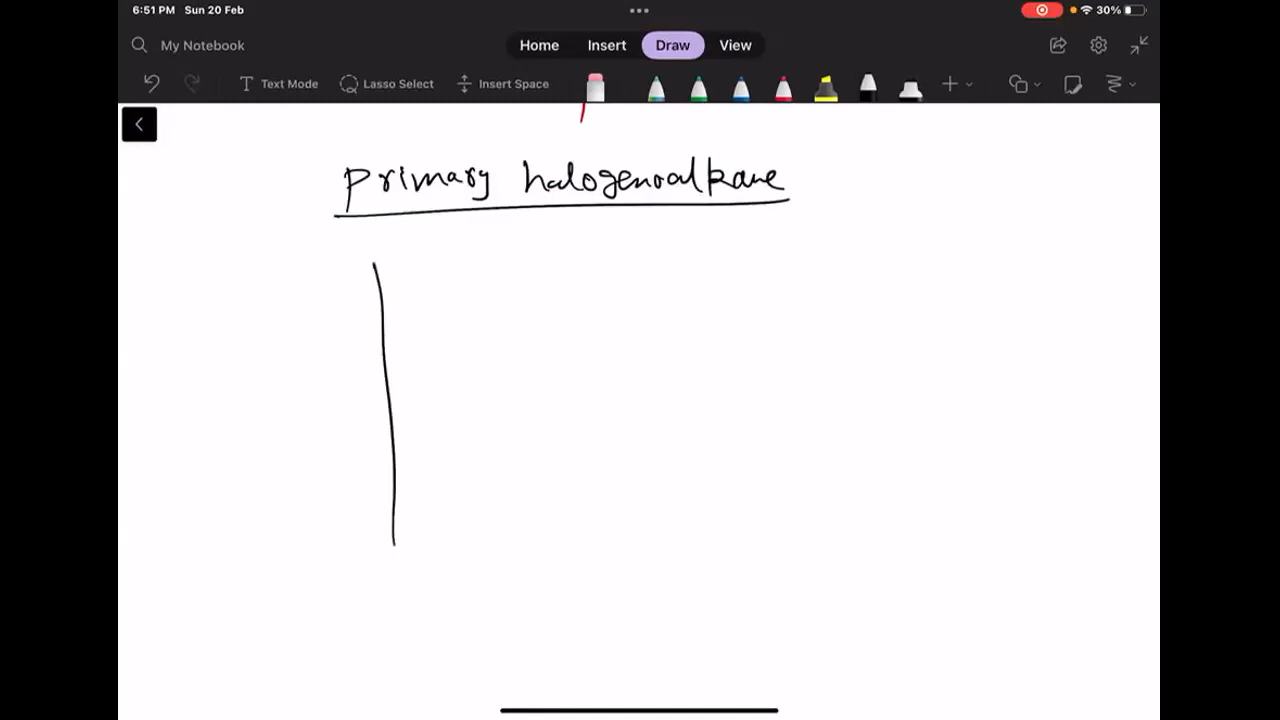 6:51 PM Sun 20 Feb
30%
My Notebook
Home Insert Draw View
Text Mode Lasso Select Insert Space
primary halogenoalkane